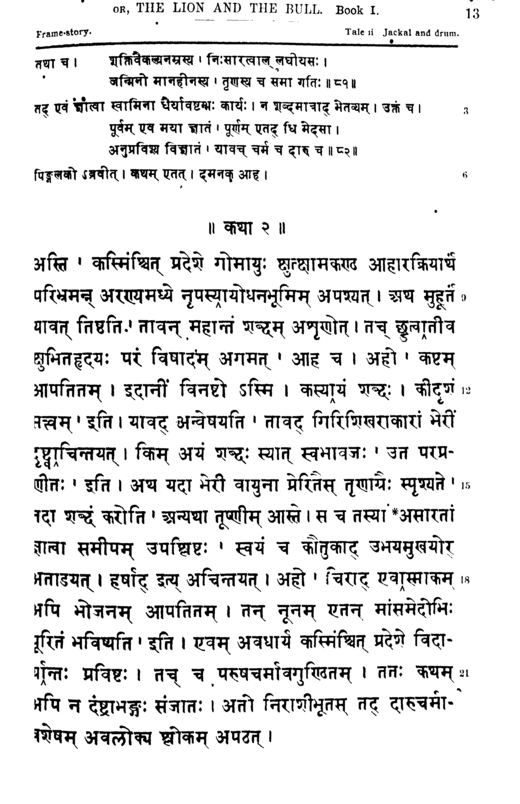 or, THE LION AND THE BULL. Book I.
13
Frame-story.
Tale ii Jackal and drum.
तथा च। शक्तिवैकल्यनम्रस्य । निःसारत्वाल् लघीयसः।
जन्मिनो मानहीनस्य । तृणस्य च समा गतिः॥८१॥
तद् एवं ज्ञात्वा स्वामिना धैर्यावष्टम्भः कार्यः। न शब्दमात्राद् भेतव्यम्। उक्तं च। 3
पूर्वम् एव मया ज्ञातं । पूर्णम् एतद् धि मेदसा।
अनुप्रविश्य विज्ञातं । यावच् चर्म च दारु च॥८२॥
पिङ्गलको ऽब्रवीत्। कथम् एतत्। दमनक आह। 6
॥ कथा २ ॥
अस्ति ' कस्मिंश्चित् प्रदेशे गोमायुः क्षुत्क्षामकण्ठ आहारक्रियार्थं
परिभ्रमन्न् अरण्यमध्ये नृपस्यायोधनभूमिम् अपश्यत्। अथ मुहूर्तं 9
यावत् तिष्ठति ' तावन् महान्तं शब्दम् अशृणोत्। तच् छ्रुत्वातीव
क्षुभितहृदयः परं विषादम् अगमत् ' आह च। अहो ' कष्टम्
आपतितम्। इदानीं विनष्टो ऽस्मि। कस्यायं शब्दः। कीदृशं 12
सत्त्वम् ' इति। यावद् अन्वेषयति ' तावद् गिरिशिखराकारां भेरीं
दृष्ट्वाचिन्तयत्। किम् अयं शब्दः स्यात् स्वभावजः ' उत परप्र-
णीतः ' इति। अथ यदा भेरी वायुना प्रेरितैस् तृणाग्रैः स्पृश्यते ' 15
तदा शब्दं करोति ' अन्यथा तूष्णीम् आस्ते। स च तस्या *असारतां
ज्ञात्वा समीपम् उपश्लिष्टः ' स्वयं च कौतुकाद् उभयमुखयोर्
अताडयत्। हर्षाद् इत्य् अचिन्तयत्। अहो ' चिराद् एवास्माकम् 18
अपि भोजनम् आपतितम्। तन् नूनम् एतन् मांसमेदोभिः
पूरितं भविष्यति ' इति। एवम् अवधार्य कस्मिंश्चित् प्रदेशे विदा-
र्यान्तः प्रविष्टः। तच् च परुषचर्मावगुण्ठितम्। ततः कथम् 21
अपि न दंष्ट्राभङ्गः संजातः। अतो निराशीभूतस् तद् दारुचर्मा-
वशेषम् अवलोक्य श्लोकम् अपठत्।